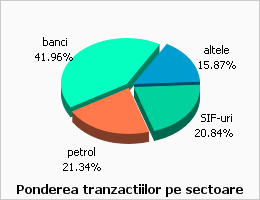 banci
41.96%
altele
15.87%
SIF-uri
20.84%
petrol
21.34%
Ponderea tranzactiilor pe sectoare